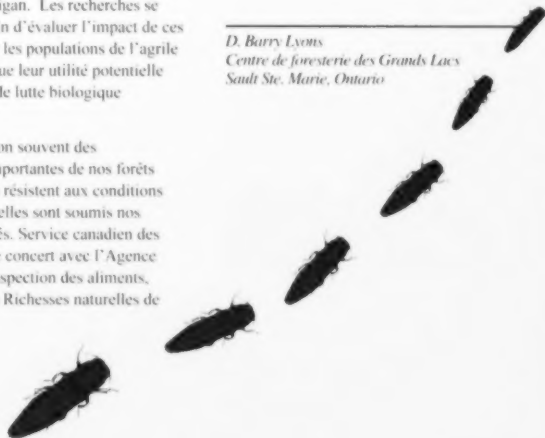 igan. Les recherches se
n d'évaluer l'impact de ces
les populations de l'agrile
ue leur utilité potentielle
le lutte biologique
on souvent des
portantes de nos forêts
résistent aux conditions
elles sont soumis nos
és. Service canadien des
concert avec l'Agence
spection des aliments,
Richesses naturelles de
D. Barry Lyons
Centre de foresterie des Grands Lacs
Sault Ste. Marie, Ontario